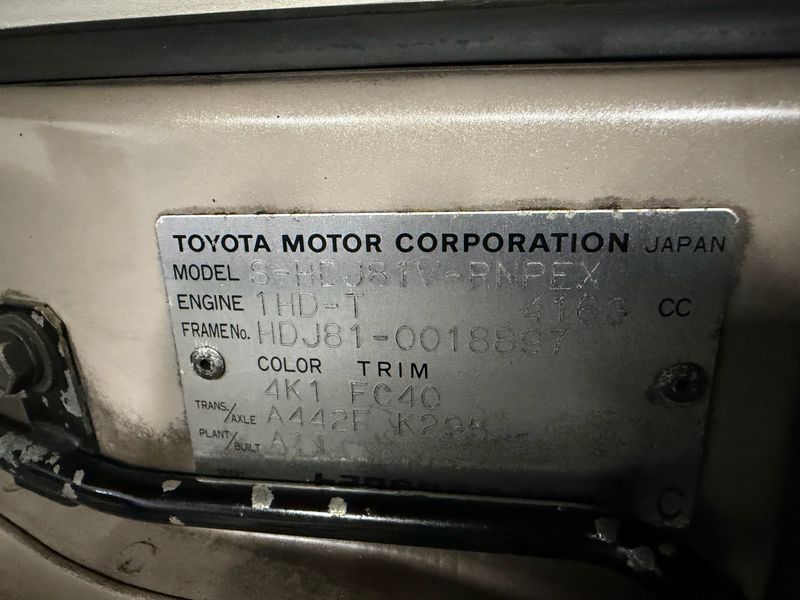 TOYOTA MOTOR CORPORATION JAPAN
MODEL S-HDJ81V-RNPEX
ENGINE 1HD-T 4163 CC
FRAME No. HDJ81-0018897
COLOR TRIM
4K1 FC40
TRANS./AXLE A442F K295
PLANT/BUILT A11
C